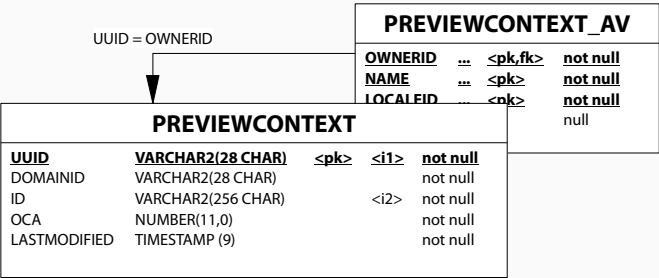 PREVIEWCONTEXT_AV
UUID = OWNERID
OWNERID ... <pk,fk> not null
NAME ... <pk> not null
LOCALEID ... <pk> not null
null
PREVIEWCONTEXT
UUID VARCHAR2(28 CHAR) <pk> <i1> not null
DOMAINID VARCHAR2(28 CHAR) not null
ID VARCHAR2(256 CHAR) <i2> not null
OCA NUMBER(11,0) not null
LASTMODIFIED TIMESTAMP (9) not null